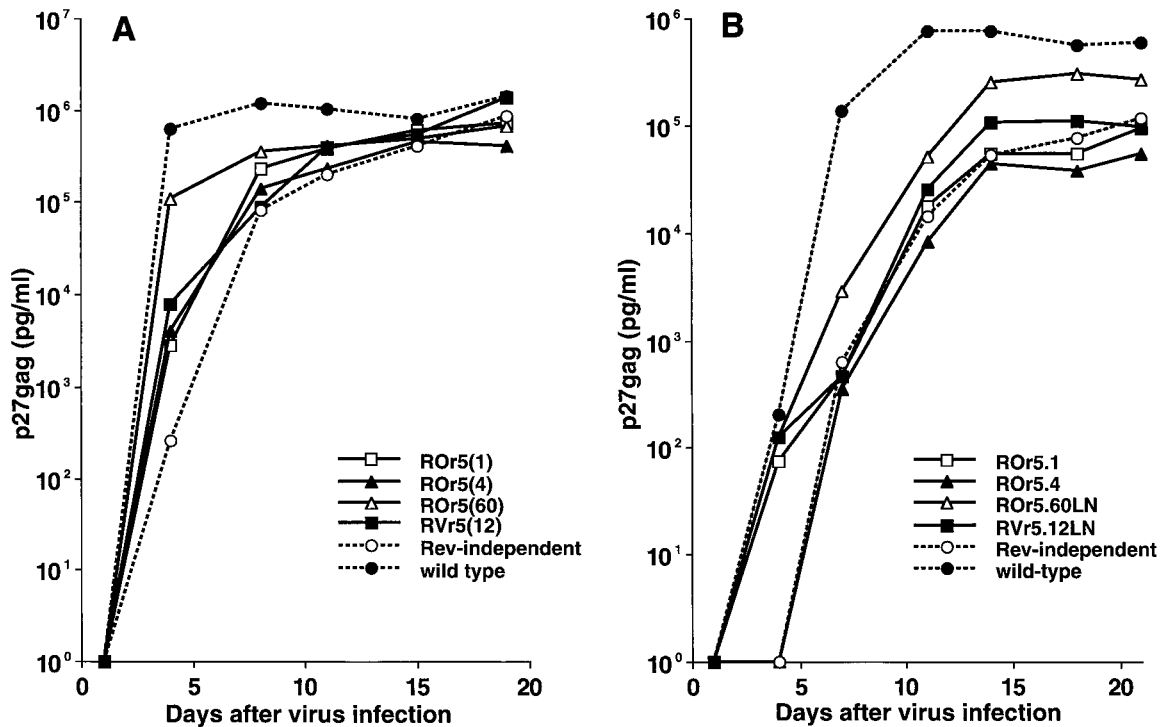 A
p27gag (pg/ml)
10^7
10^6
10^5
10^4
10^3
10^2
10^1
10^0
0 5 10 15 20
Days after virus infection
ROr5(1)
ROr5(4)
ROr5(60)
RVr5(12)
Rev-independent
wild type
B
p27gag (pg/ml)
10^6
10^5
10^4
10^3
10^2
10^1
10^0
0 5 10 15 20
Days after virus infection
ROr5.1
ROr5.4
ROr5.60LN
RVr5.12LN
Rev-independent
wild-type